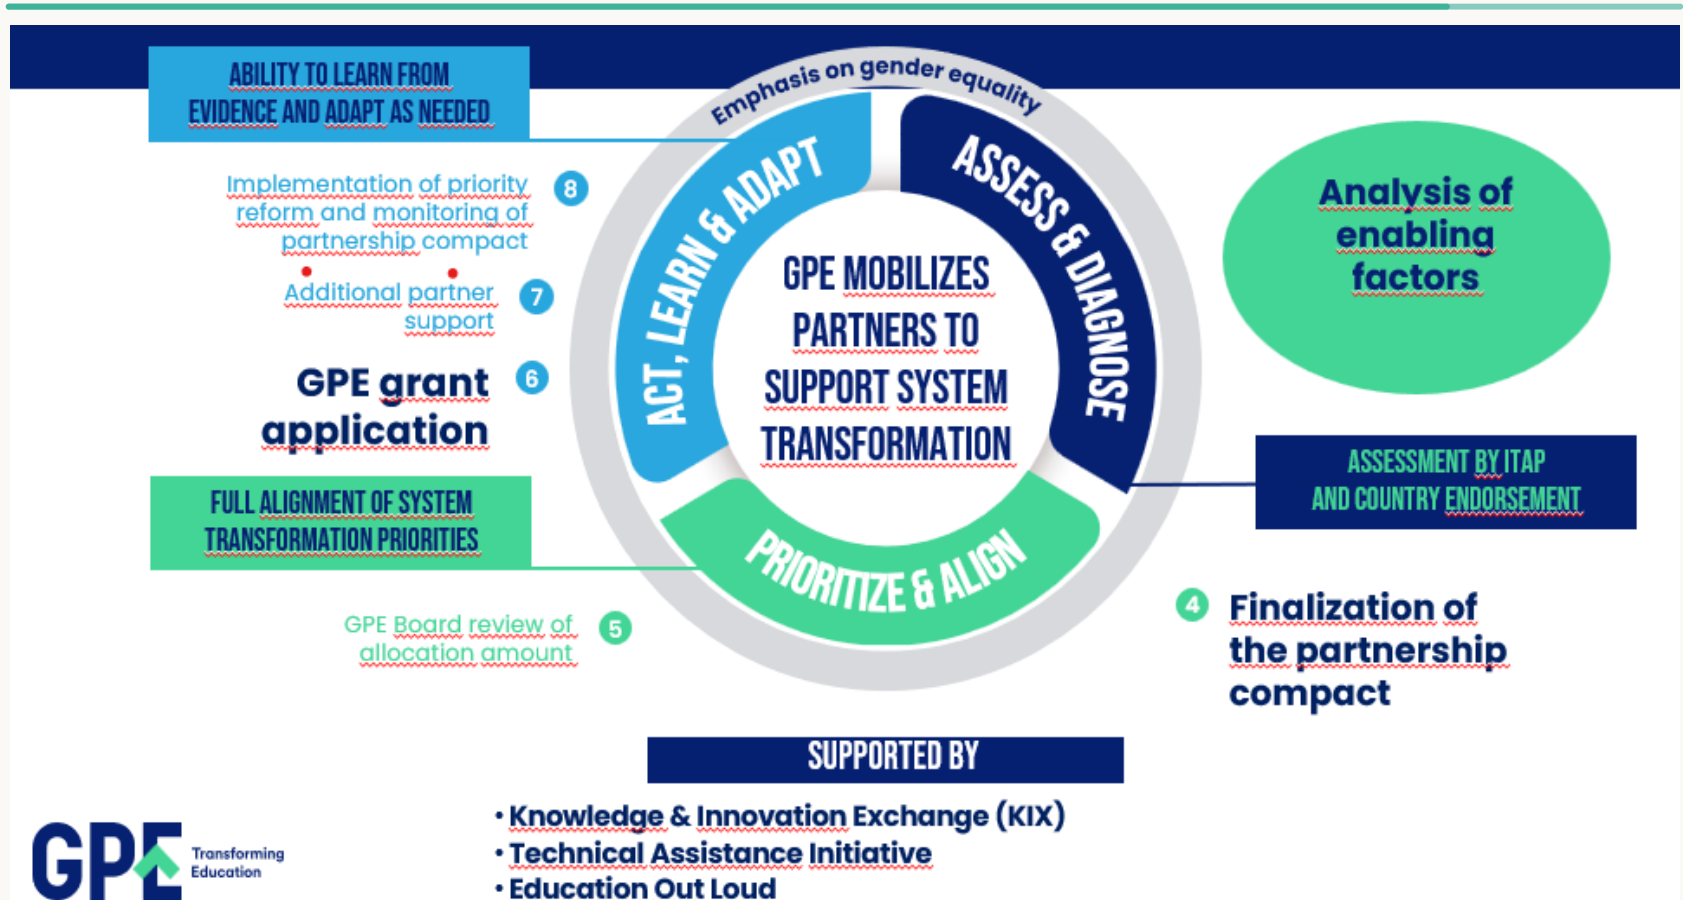 ABILITY TO LEARN FROM
EVIDENCE AND ADAPT AS NEEDED
Emphasis on gender equality
ACT, LEARN & ADAPT
ASSESS & DIAGNOSE
PRIORITIZE & ALIGN
GPE MOBILIZES
PARTNERS TO
SUPPORT SYSTEM
TRANSFORMATION
Analysis of
enabling
factors
ASSESSMENT BY ITAP
AND COUNTRY ENDORSEMENT
4 Finalization of
the partnership
compact
GPE Board review of 5
allocation amount
FULL ALIGNMENT OF SYSTEM
TRANSFORMATION PRIORITIES
GPE grant 6
application
Additional partner 7
support
Implementation of priority 8
reform and monitoring of
partnership compact
SUPPORTED BY
• Knowledge & Innovation Exchange (KIX)
• Technical Assistance Initiative
• Education Out Loud
GPE
Transforming
Education